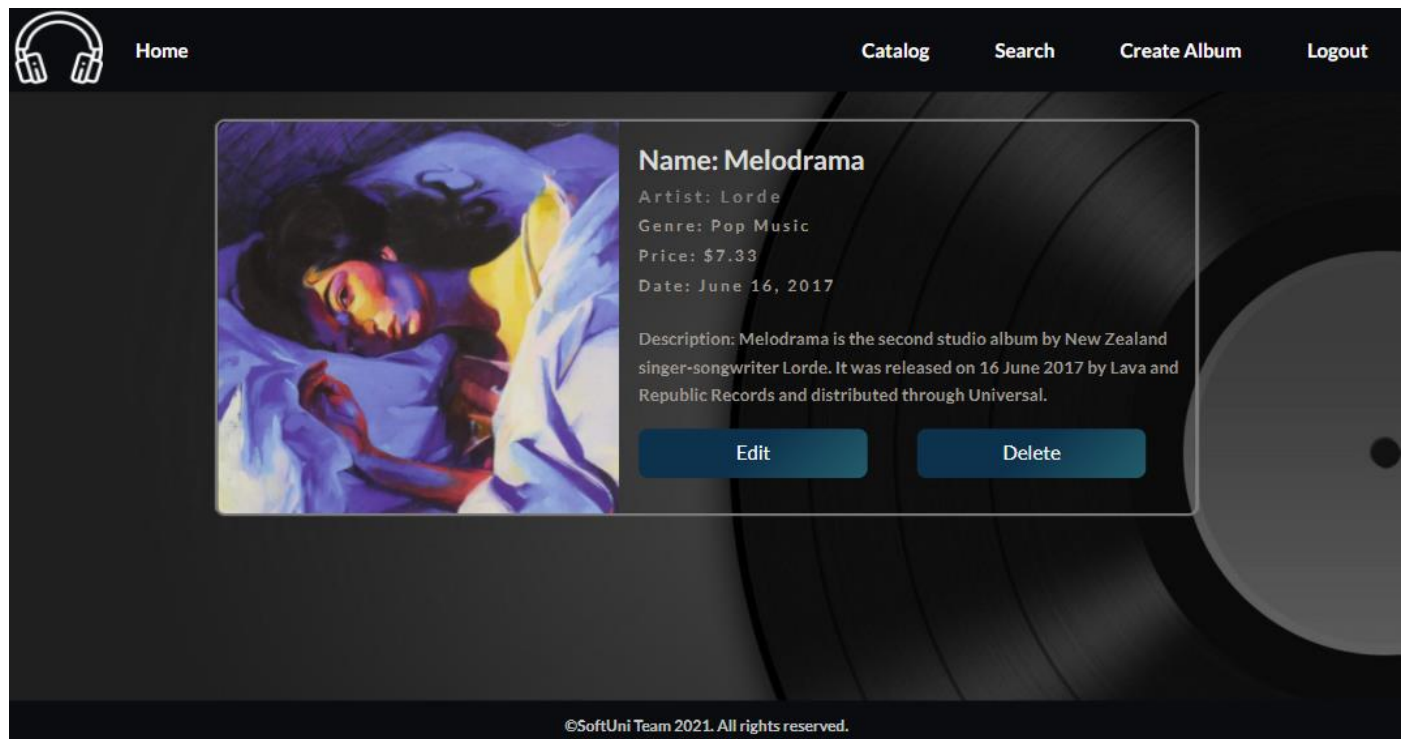 Home
Catalog
Search
Create Album
Logout
Name: Melodrama
Artist: Lorde
Genre: Pop Music
Price: $7.33
Date: June 16, 2017
Description: Melodrama is the second studio album by New Zealand
singer-songwriter Lorde. It was released on 16 June 2017 by Lava and
Republic Records and distributed through Universal.
Edit
Delete
©SoftUni Team 2021. All rights reserved.